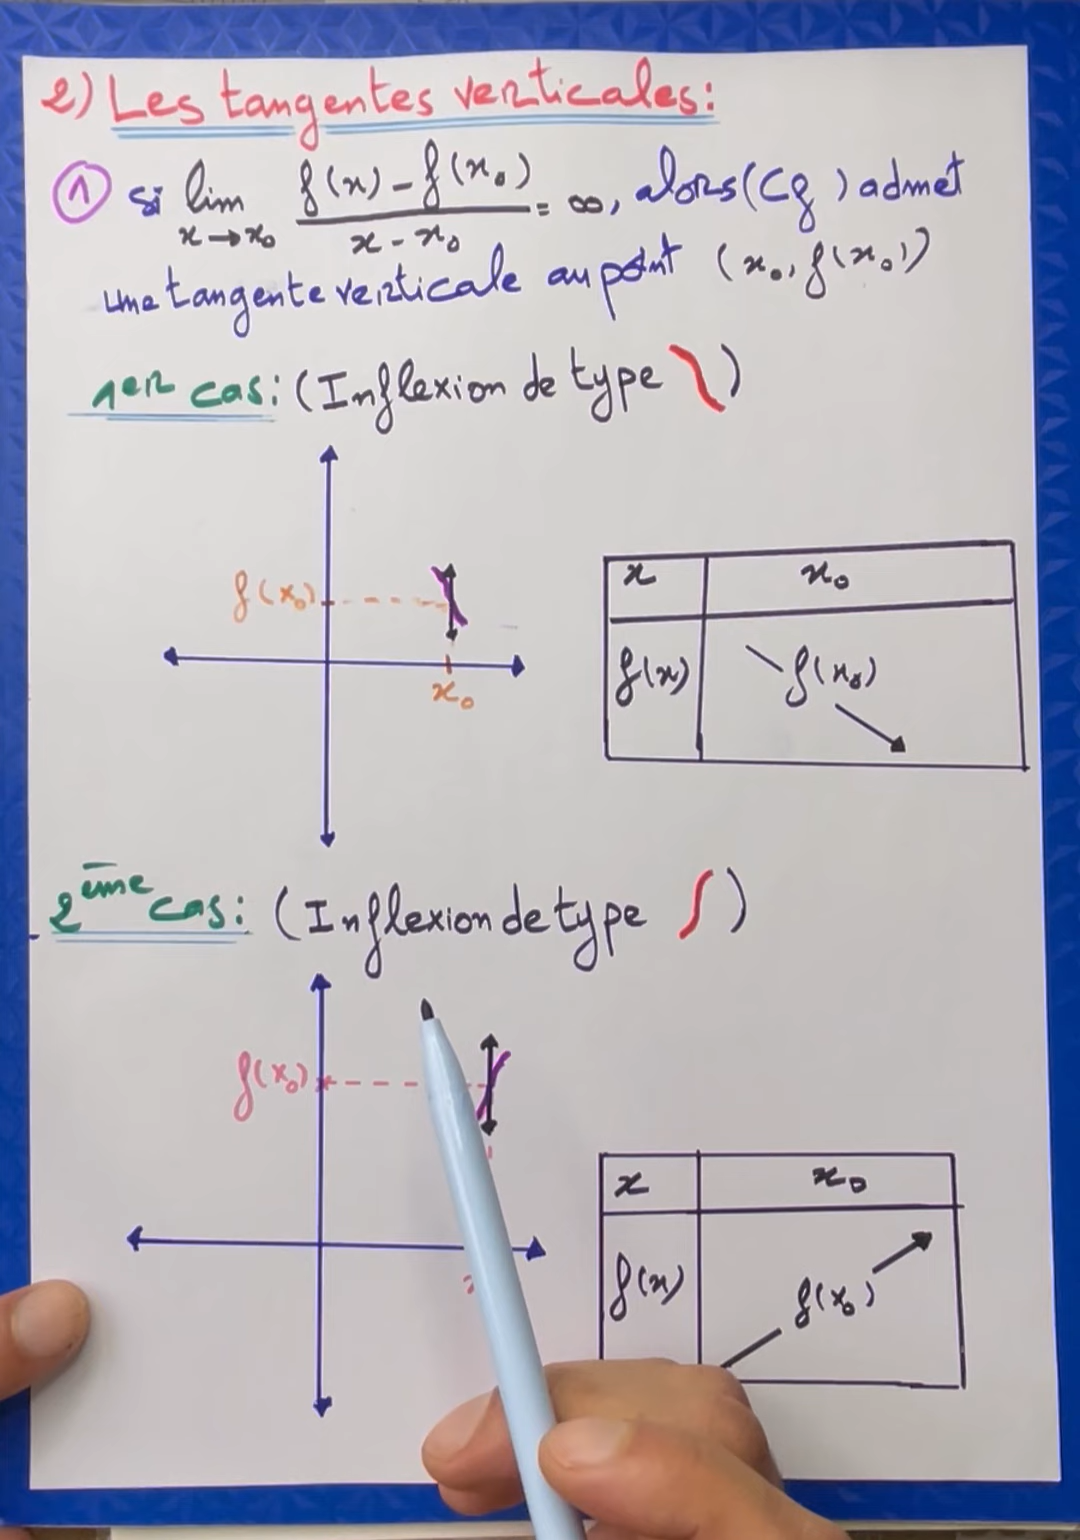 2) Les tangentes verticales:
① si lim x→x₀ (f(x)-f(x₀))/(x-x₀) = ∞, alors (Cf) admet
une tangente verticale au point (x₀, f(x₀))
1er cas: (Inflexion de type )
f(x₀)
x₀
x x₀
f(x) f(x₀)
2ème cas: (Inflexion de type )
f(x₀)
x x₀
f(x) f(x₀)